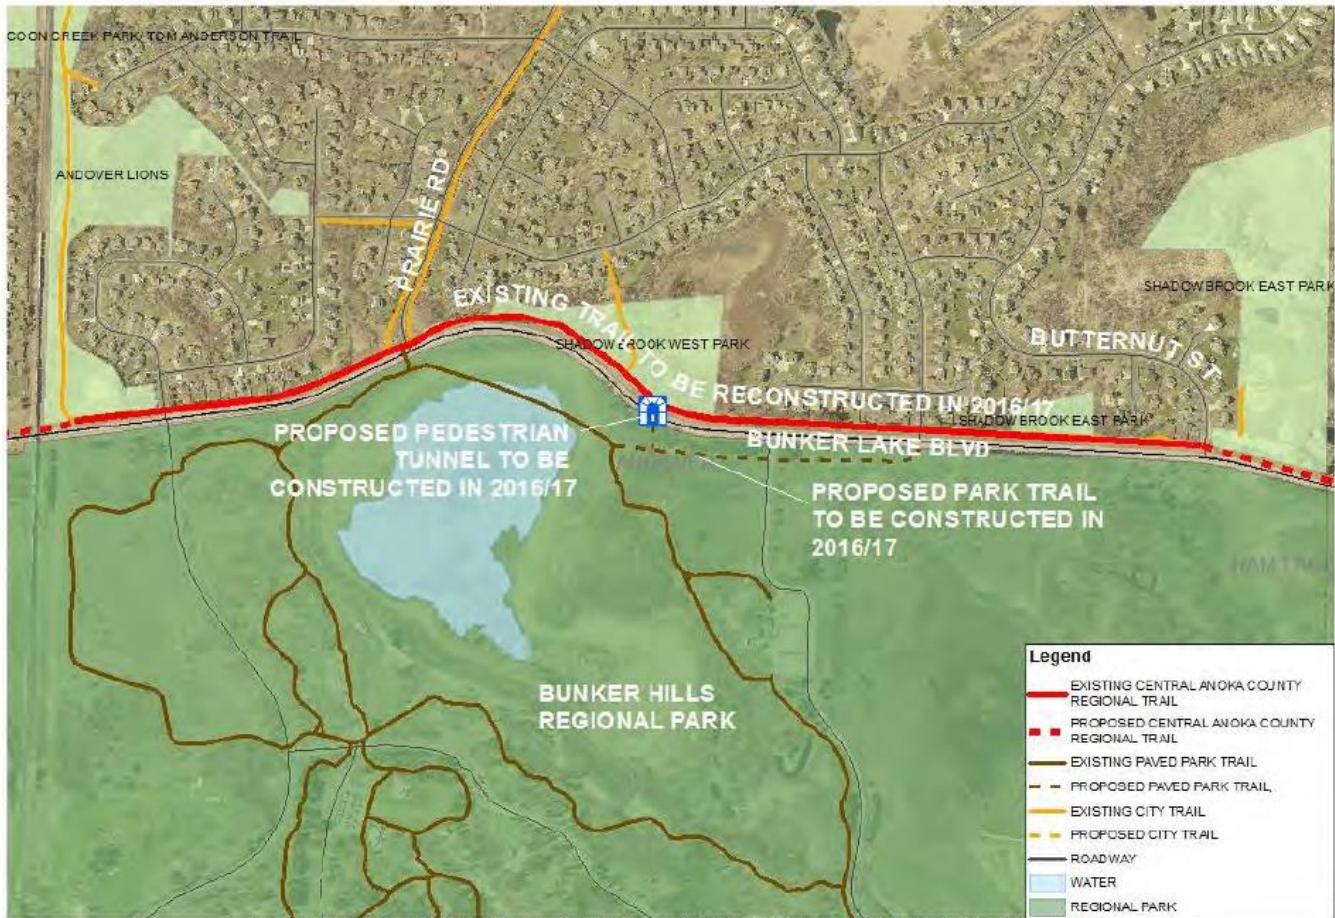 COON CREEK PARK/TOM ANDERSON TRAIL
ANDOVER LIONS
PRAIRIE RD
EXISTING TRAIL TO BE RECONSTRUCTED IN 2016/17
SHADOWBROOK WEST PARK
SHADOWBROOK EAST PARK
BUTTERNUT ST
SHADOWBROOK EAST PARK
BUNKER LAKE BLVD
PROPOSED PEDESTRIAN
TUNNEL TO BE
CONSTRUCTED IN 2016/17
PROPOSED PARK TRAIL
TO BE CONSTRUCTED IN
2016/17
BUNKER HILLS
REGIONAL PARK
Legend
EXISTING CENTRAL ANOKA COUNTY
REGIONAL TRAIL
PROPOSED CENTRAL ANOKA COUNTY
REGIONAL TRAIL
EXISTING PAVED PARK TRAIL
PROPOSED PAVED PARK TRAIL,
EXISTING CITY TRAIL
PROPOSED CITY TRAIL
ROADWAY
WATER
REGIONAL PARK